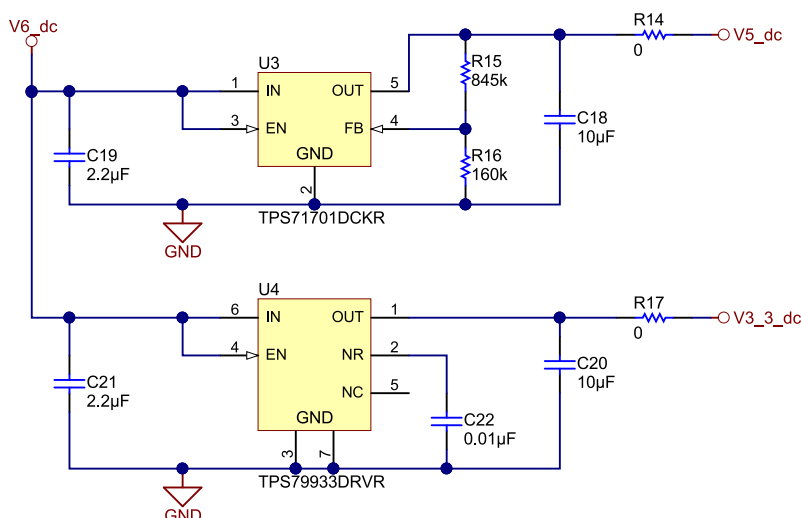 V6_dc
R14
V5_dc
0
U3
R15
845k
1
IN
OUT
5
C18
10µF
3
EN
FB
4
C19
2.2µF
GND
R16
160k
2
TPS71701DCKR
GND
U4
R17
6
IN
OUT
1
V3_3_dc
0
4
EN
NR
2
C20
10µF
C21
2.2µF
NC
5
GND
C22
0.01µF
3
7
TPS79933DRVR
GND